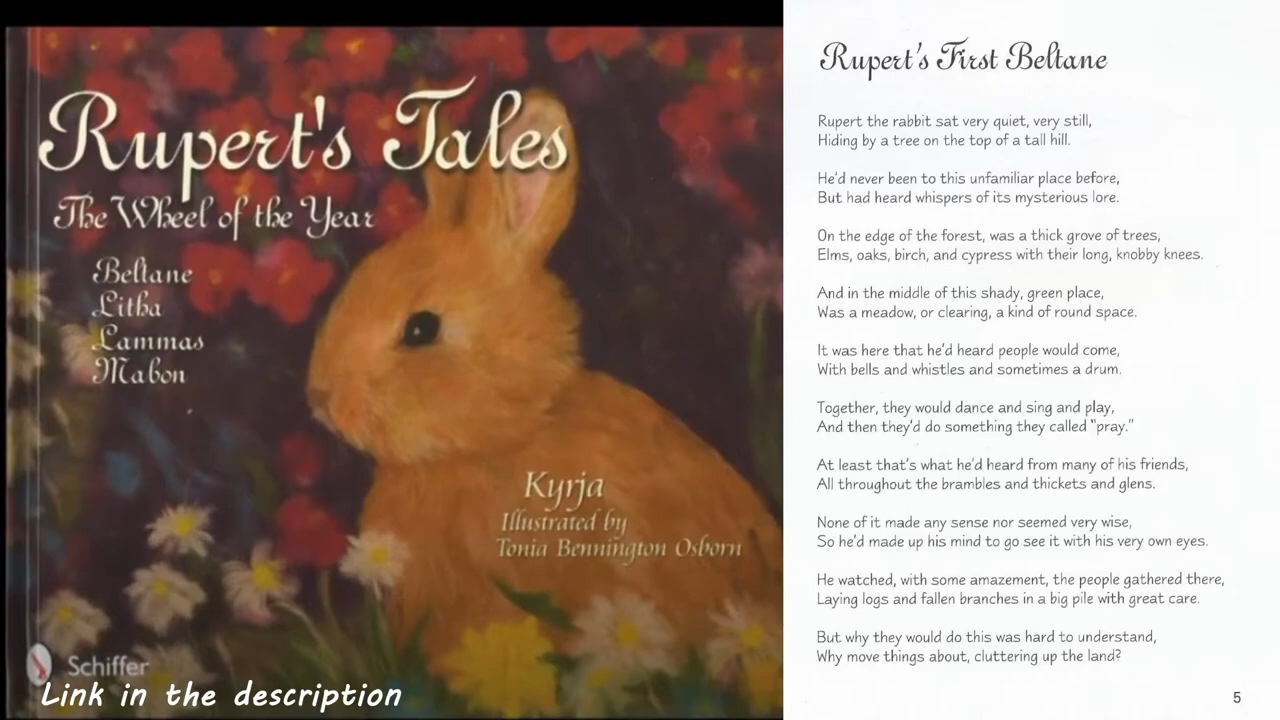 Rupert's Tales
The Wheel of the Year
Beltane
Litha
Lammas
Mabon
Kyrja
Illustrated by
Tonia Bennington Osborn
Schiffer
Link in the description
Rupert's First Beltane
Rupert the rabbit sat very quiet, very still,
Hiding by a tree on the top of a tall hill.
He'd never been to this unfamiliar place before,
But had heard whispers of its mysterious lore.
On the edge of the forest, was a thick grove of trees,
Elms, oaks, birch, and cypress with their long, knobby knees.
And in the middle of this shady, green place,
Was a meadow, or clearing, a kind of round space.
It was here that he'd heard people would come,
With bells and whistles and sometimes a drum.
Together, they would dance and sing and play,
And then they'd do something they called “pray.”
At least that's what he'd heard from many of his friends,
All throughout the brambles and thickets and glens.
None of it made any sense nor seemed very wise,
So he'd made up his mind to go see it with his very own eyes.
He watched, with some amazement, the people gathered there,
Laying logs and fallen branches in a big pile with great care.
But why they would do this was hard to understand,
Why move things about, cluttering up the land?
5